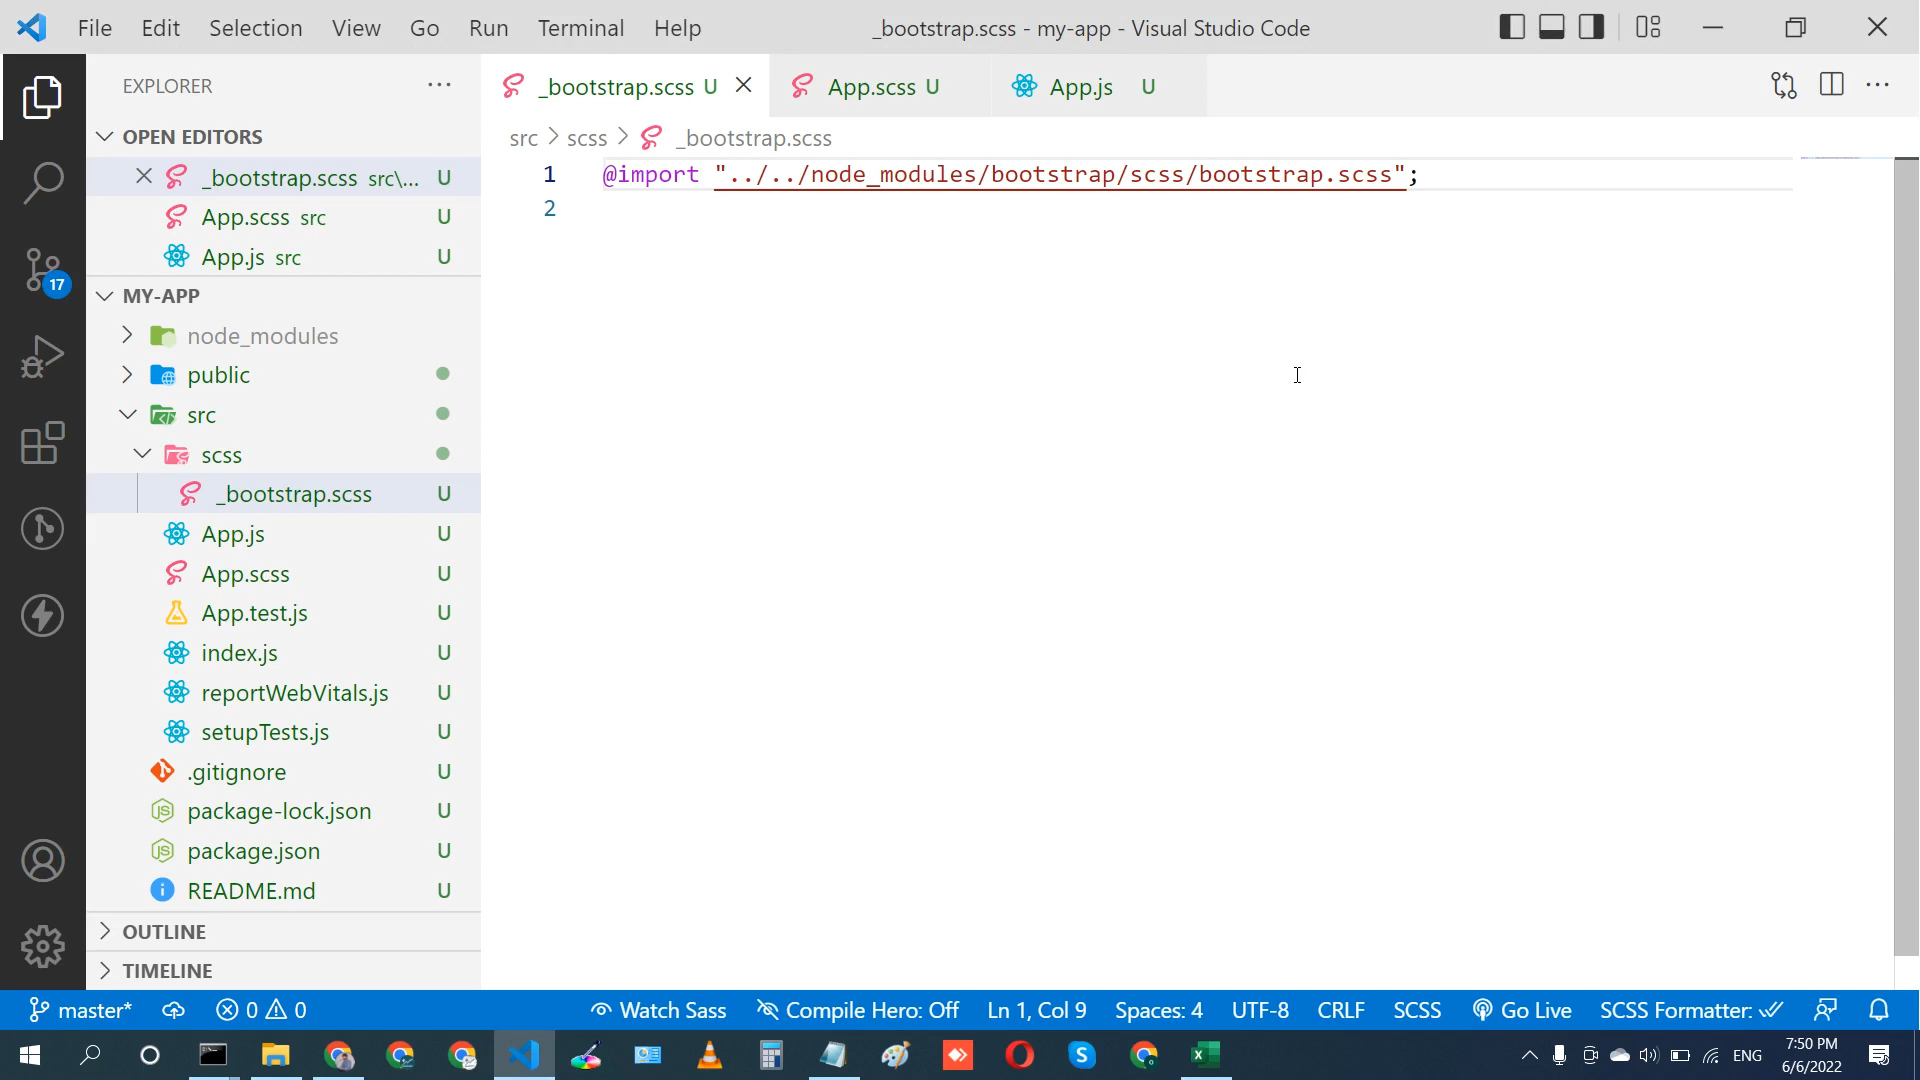 File Edit Selection View Go Run Terminal Help
_bootstrap.scss - my-app - Visual Studio Code
EXPLORER
OPEN EDITORS
_bootstrap.scss src\... U
App.scss src U
App.js src U
MY-APP
node_modules
public
src
scss
_bootstrap.scss U
App.js U
App.scss U
App.test.js U
index.js U
reportWebVitals.js U
setupTests.js U
.gitignore U
package-lock.json U
package.json U
README.md U
OUTLINE
TIMELINE
17
_bootstrap.scss U
App.scss U
App.js U
src > scss > _bootstrap.scss
1 @import "../../node_modules/bootstrap/scss/bootstrap.scss";
2
master* 0 0 Watch Sass Compile Hero: Off Ln 1, Col 9 Spaces: 4 UTF-8 CRLF SCSS Go Live SCSS Formatter:
ENG
7:50 PM
6/6/2022